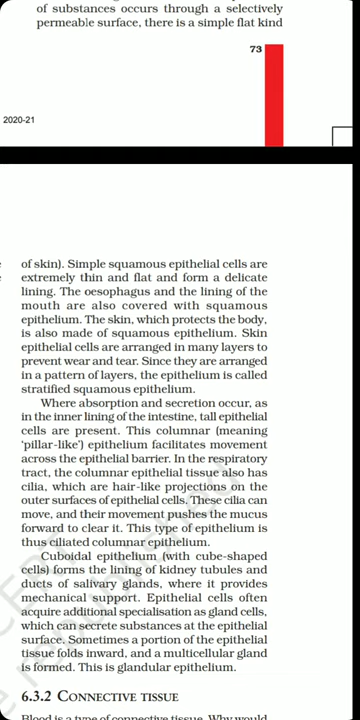 of substances occurs through a selectively
permeable surface, there is a simple flat kind
73
2020-21
of skin). Simple squamous epithelial cells are
extremely thin and flat and form a delicate
lining. The oesophagus and the lining of the
mouth are also covered with squamous
epithelium. The skin, which protects the body,
is also made of squamous epithelium. Skin
epithelial cells are arranged in many layers to
prevent wear and tear. Since they are arranged
in a pattern of layers, the epithelium is called
stratified squamous epithelium.
Where absorption and secretion occur, as
in the inner lining of the intestine, tall epithelial
cells are present. This columnar (meaning
‘pillar-like’) epithelium facilitates movement
across the epithelial barrier. In the respiratory
tract, the columnar epithelial tissue also has
cilia, which are hair-like projections on the
outer surfaces of epithelial cells. These cilia can
move, and their movement pushes the mucus
forward to clear it. This type of epithelium is
thus ciliated columnar epithelium.
Cuboidal epithelium (with cube-shaped
cells) forms the lining of kidney tubules and
ducts of salivary glands, where it provides
mechanical support. Epithelial cells often
acquire additional specialisation as gland cells,
which can secrete substances at the epithelial
surface. Sometimes a portion of the epithelial
tissue folds inward, and a multicellular gland
is formed. This is glandular epithelium.
6.3.2 CONNECTIVE TISSUE
Blood is a type of connective tissue. Why would